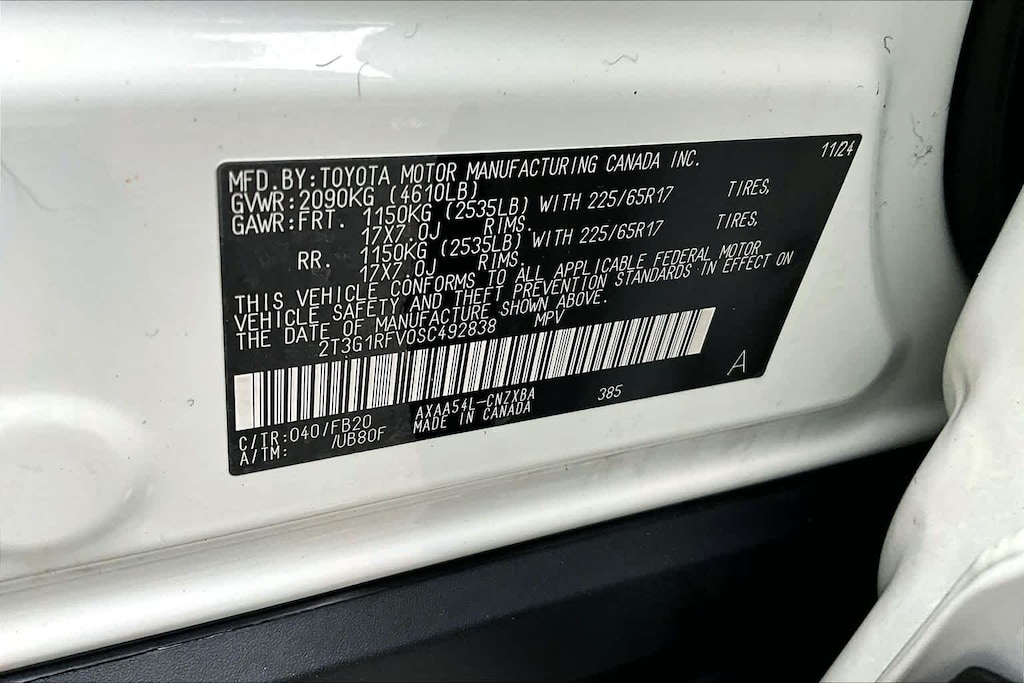 MFD.BY:TOYOTA MOTOR MANUFACTURING CANADA INC. 11/24
GVWR:2090KG (4610LB)
GAWR:FRT. 1150KG (2535LB) WITH 225/65R17 TIRES,
17X7.0J RIMS.
RR. 1150KG (2535LB) WITH 225/65R17 TIRES,
17X7.0J RIMS.
THIS VEHICLE CONFORMS TO ALL APPLICABLE FEDERAL MOTOR
VEHICLE SAFETY AND THEFT PREVENTION STANDARDS IN EFFECT ON
THE DATE OF MANUFACTURE SHOWN ABOVE.
2T3G1RFV0SC492838 MPV
A
C/TR:040/FB20 AXAA54L-CNZXBA 385
A/TM: /UB80F MADE IN CANADA